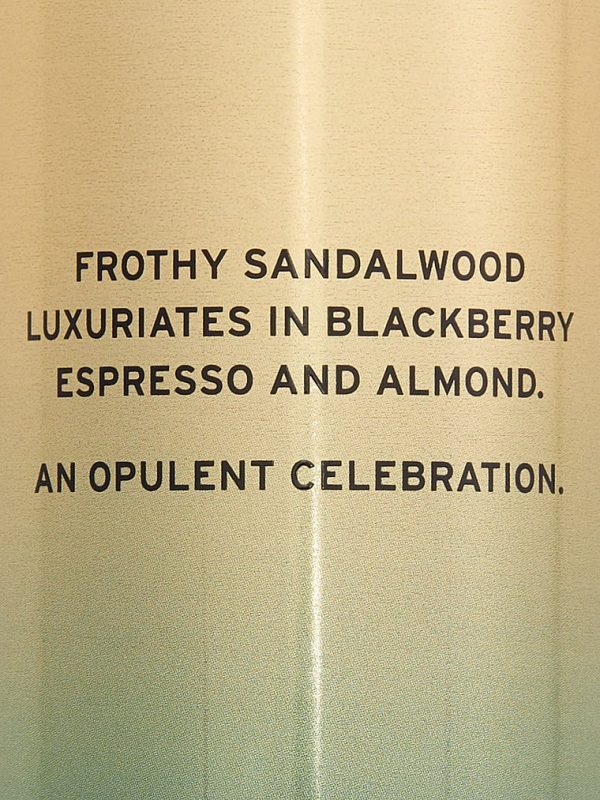 FROTHY SANDALWOOD
LUXURIATES IN BLACKBERRY
ESPRESSO AND ALMOND.
AN OPULENT CELEBRATION.